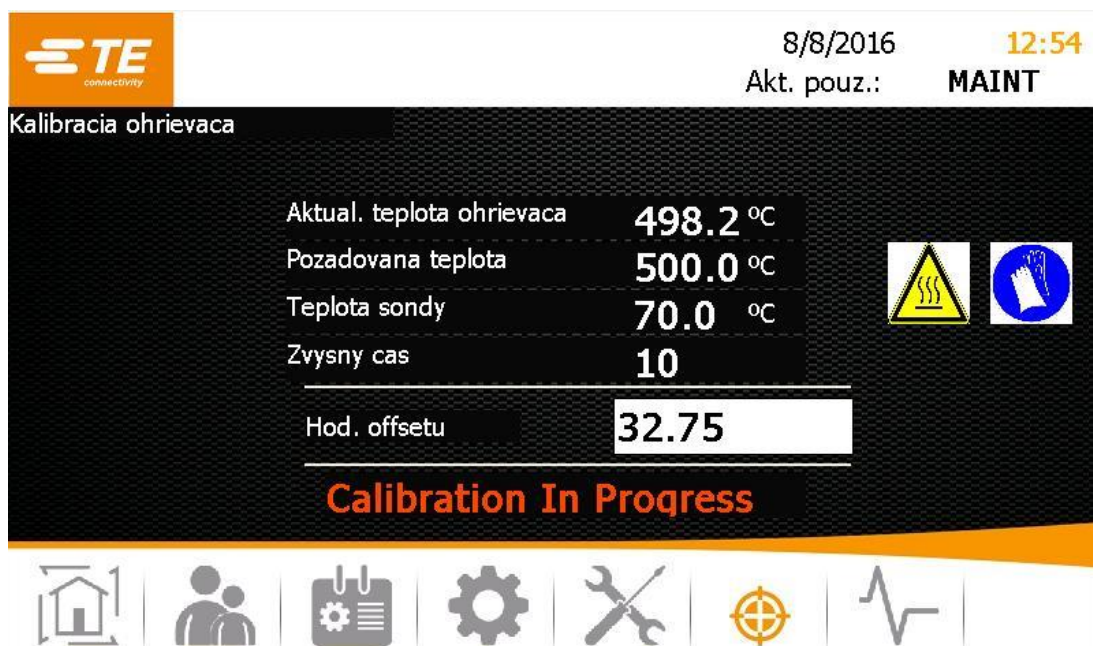 TE
connectivity
8/8/2016 12:54
Akt. pouz.: MAINT
Kalibracia ohrievaca
Aktual. teplota ohrievaca 498.2 ºC
Pozadovana teplota 500.0 ºC
Teplota sondy 70.0 ºC
Zvysny cas 10
Hod. offsetu 32.75
Calibration In Progress